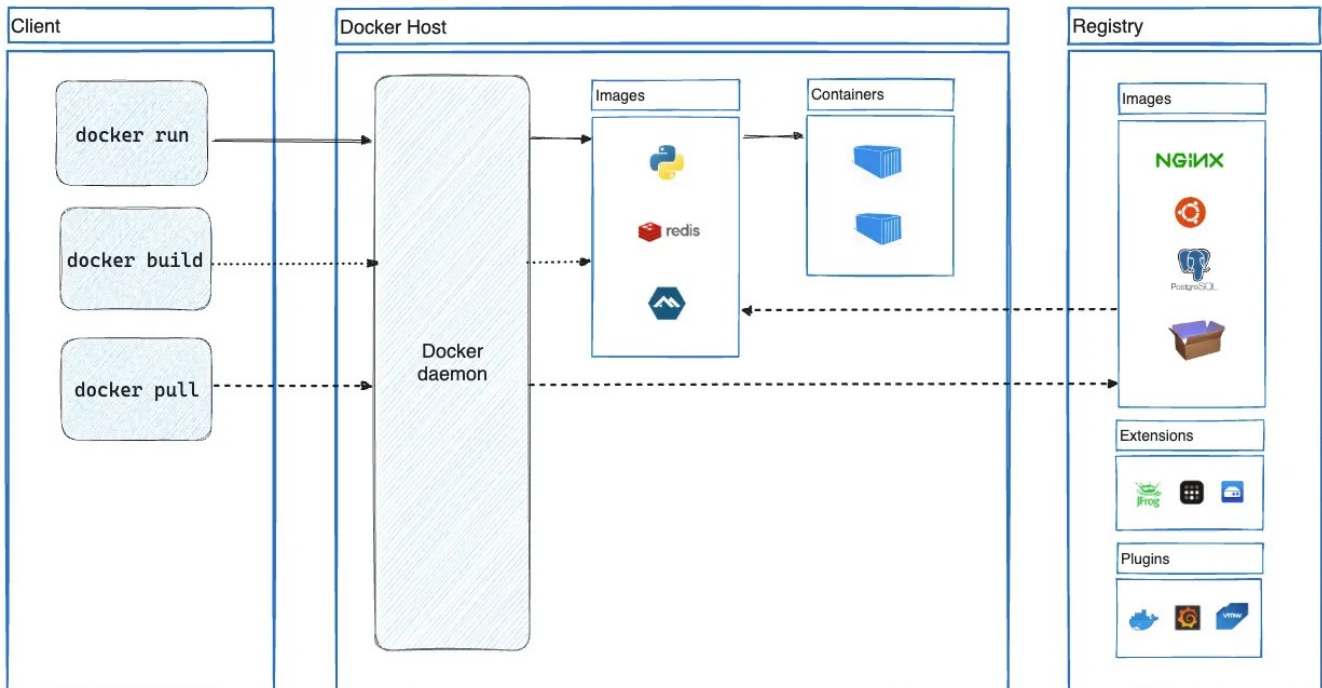 Client
docker run
docker build
docker pull
Docker Host
Docker
daemon
Images
redis
Containers
Registry
Images
NGINX
PostgreSQL
Extensions
JFrog
Plugins
vmw